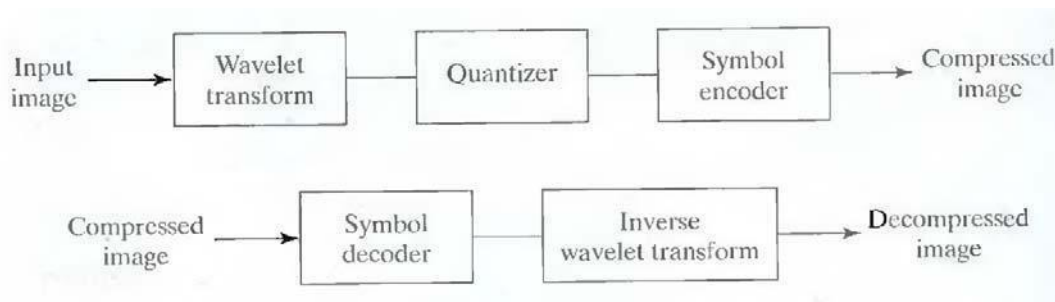 Input
image
Wavelet
transform
Quantizer
Symbol
encoder
Compressed
image
Compressed
image
Symbol
decoder
Inverse
wavelet transform
Decompressed
image